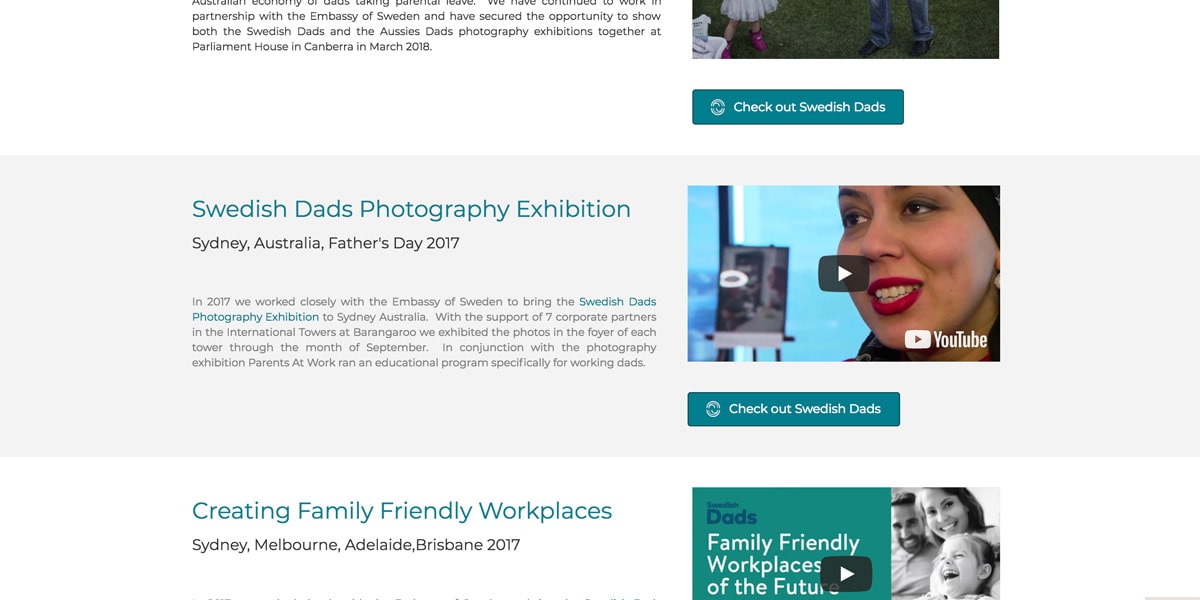 Australian economy of dads taking parental leave. We have continued to work in
partnership with the Embassy of Sweden and have secured the opportunity to show
both the Swedish Dads and the Aussies Dads photography exhibitions together at
Parliament House in Canberra in March 2018.
Check out Swedish Dads
Swedish Dads Photography Exhibition
Sydney, Australia, Father's Day 2017
In 2017 we worked closely with the Embassy of Sweden to bring the Swedish Dads
Photography Exhibition to Sydney Australia. With the support of 7 corporate partners
in the International Towers at Barangaroo we exhibited the photos in the foyer of each
tower through the month of September. In conjunction with the photography
exhibition Parents At Work ran an educational program specifically for working dads.
YouTube
Check out Swedish Dads
Creating Family Friendly Workplaces
Sydney, Melbourne, Adelaide,Brisbane 2017
Swedish
Dads
Family Friendly
Workplaces
of the Future